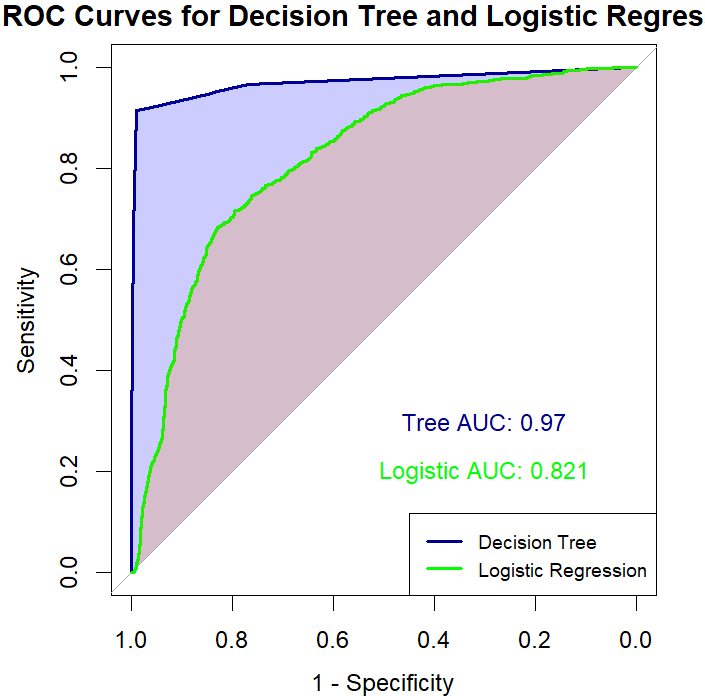 ROC Curves for Decision Tree and Logistic Regres
1.0
0.8
0.6
0.4
0.2
0.0
Sensitivity
Tree AUC: 0.97
Logistic AUC: 0.821
Decision Tree
Logistic Regression
1.0 0.8 0.6 0.4 0.2 0.0
1 - Specificity